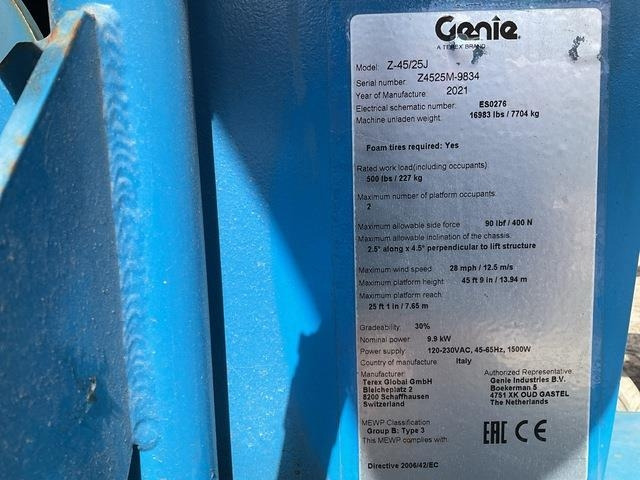 Genie.
A TEREX BRAND
Model: Z-45/25J
Serial number: Z4525M-9834
Year of Manufacture: 2021
Electrical schematic number: ES0276
Machine unladen weight: 16983 lbs / 7704 kg
Foam tires required: Yes
Rated work load(including occupants):
500 lbs / 227 kg
Maximum number of platform occupants:
2
Maximum allowable side force 90 lbf / 400 N
Maximum allowable inclination of the chassis:
2.5° along x 4.5° perpendicular to lift structure
Maximum wind speed: 28 mph / 12.5 m/s
Maximum platform height: 45 ft 9 in / 13.94 m
Maximum platform reach:
25 ft 1 in / 7.65 m
Gradeability: 30%
Nominal power: 9.9 kW
Power supply: 120-230VAC, 45-65Hz, 1500W
Country of manufacture: Italy
Manufacturer: Authorized Representative:
Terex Global GmbH Genie Industries B.V.
Bleicheplatz 2 Boekerman 5
8200 Schaffhausen 4751 XK OUD GASTEL
Switzerland The Netherlands
MEWP Classification
Group B: Type 3
This MEWP complies with: EAC CE
Directive 2006/42/EC